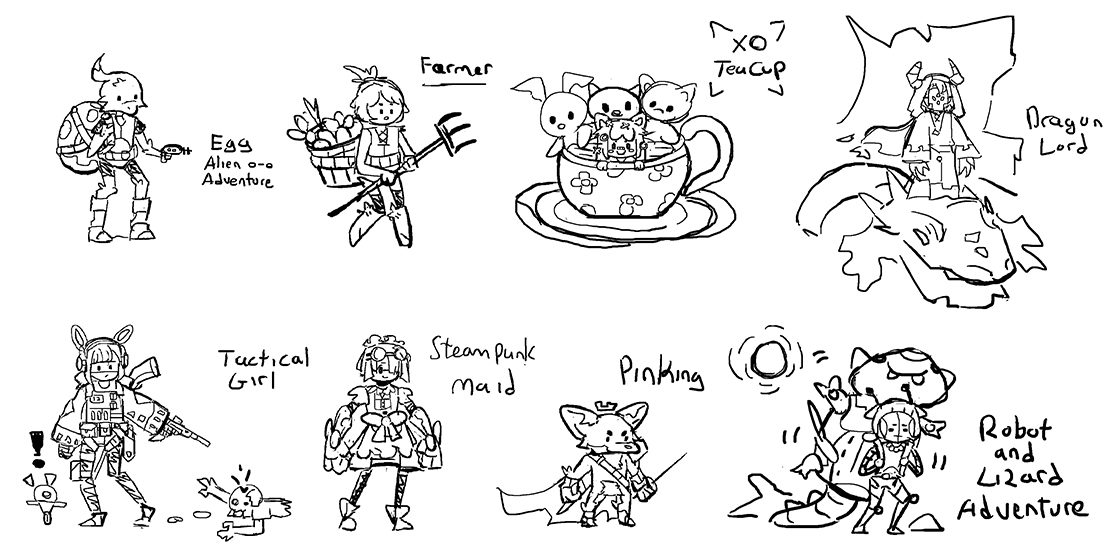 Egg
Alien o-o
Adventure
Farmer
XO
TeaCup
Dragon
Lord
Tactical
Girl
!
Steampunk
maid
PinKing
Robot
and
Lizard
Adventure